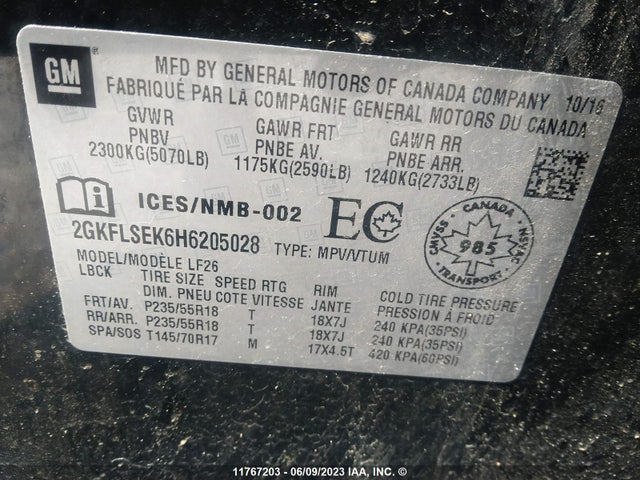 GM
MFD BY GENERAL MOTORS OF CANADA COMPANY 10/16
FABRIQUÉ PAR LA COMPAGNIE GENERAL MOTORS DU CANADA
GVWR GAWR FRT GAWR RR
PNBV PNBE AV. PNBE ARR.
2300KG(5070LB) 1175KG(2590LB) 1240KG(2733LB)
ICES/NMB-002 EC
2GKFLSEK6H6205028 TYPE: MPV/VTUM
CANADA
CMVSS NSVAC
985
TRANSPORT
MODEL/MODÈLE LF26
LBCK TIRE SIZE SPEED RTG RIM COLD TIRE PRESSURE
DIM. PNEU COTE VITESSE JANTE PRESSION À FROID
FRT/AV. P235/55R18 T 18X7J 240 KPA(35PSI)
RR/ARR. P235/55R18 T 18X7J 240 KPA(35PSI)
SPA/SOS T145/70R17 M 17X4.5T 420 KPA(60PSI)
11767203 - 06/09/2023 IAA, INC. ©